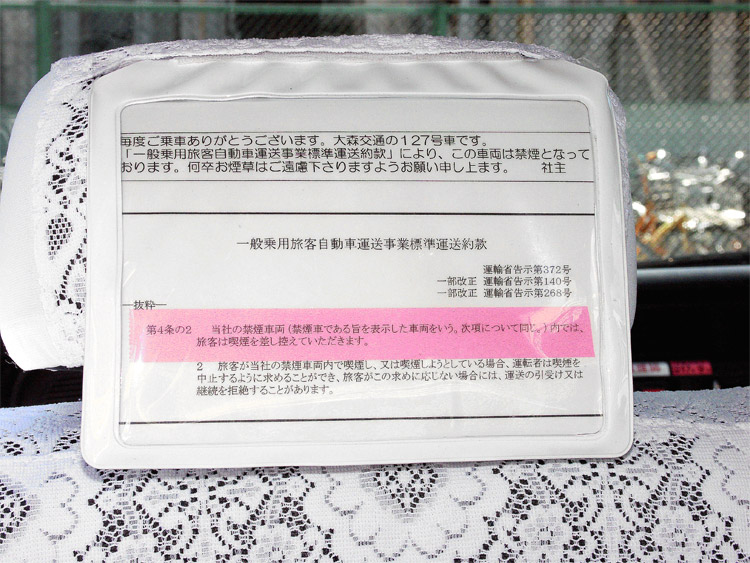 毎度ご乗車ありがとうございます。大森交通の127号車です。
「一般乗用旅客自動車運送事業標準運送約款」により、この車両は禁煙となって
おります。何卒お煙草はご遠慮下さりますようお願い申し上ます。 社主
一般乗用旅客自動車運送事業標準運送約款
運輸省告示第372号
一部改正 運輸省告示第140号
一部改正 運輸省告示第268号
―抜粋―
第4条の2 当社の禁煙車両(禁煙車である旨を表示した車両をいう。次項について同じ。)内では、
旅客は喫煙を差し控えていただきます。
2 旅客が当社の禁煙車両内で喫煙し、又は喫煙しようとしている場合、運転者は喫煙を
中止するように求めることができ、旅客がこの求めに応じない場合には、運送の引受け又は
継続を拒絶することがあります。